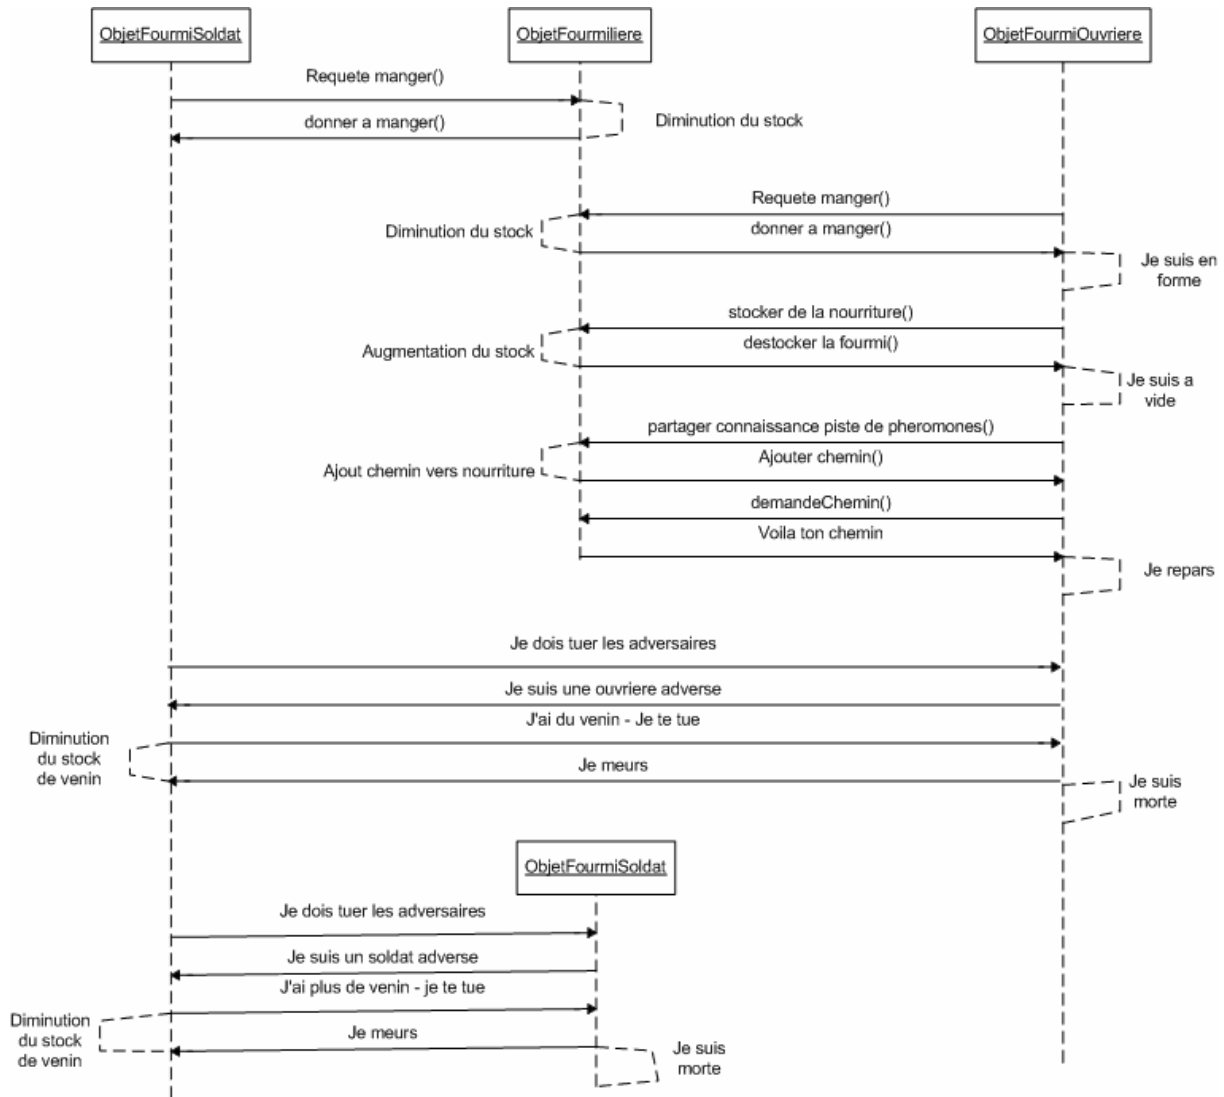 ObjetFourmiSoldat
ObjetFourmiliere
ObjetFourmiOuvriere
Requete manger()
donner a manger()
Diminution du stock
Requete manger()
Diminution du stock
donner a manger()
Je suis en
forme
stocker de la nourriture()
Augmentation du stock
destocker la fourmi()
Je suis a
vide
partager connaissance piste de pheromones()
Ajout chemin vers nourriture
Ajouter chemin()
demandeChemin()
Voila ton chemin
Je repars
Je dois tuer les adversaires
Je suis une ouvriere adverse
J'ai du venin - Je te tue
Diminution
du stock
de venin
Je meurs
Je suis
morte
ObjetFourmiSoldat
Je dois tuer les adversaires
Je suis un soldat adverse
J'ai plus de venin - je te tue
Diminution
du stock
de venin
Je meurs
Je suis
morte